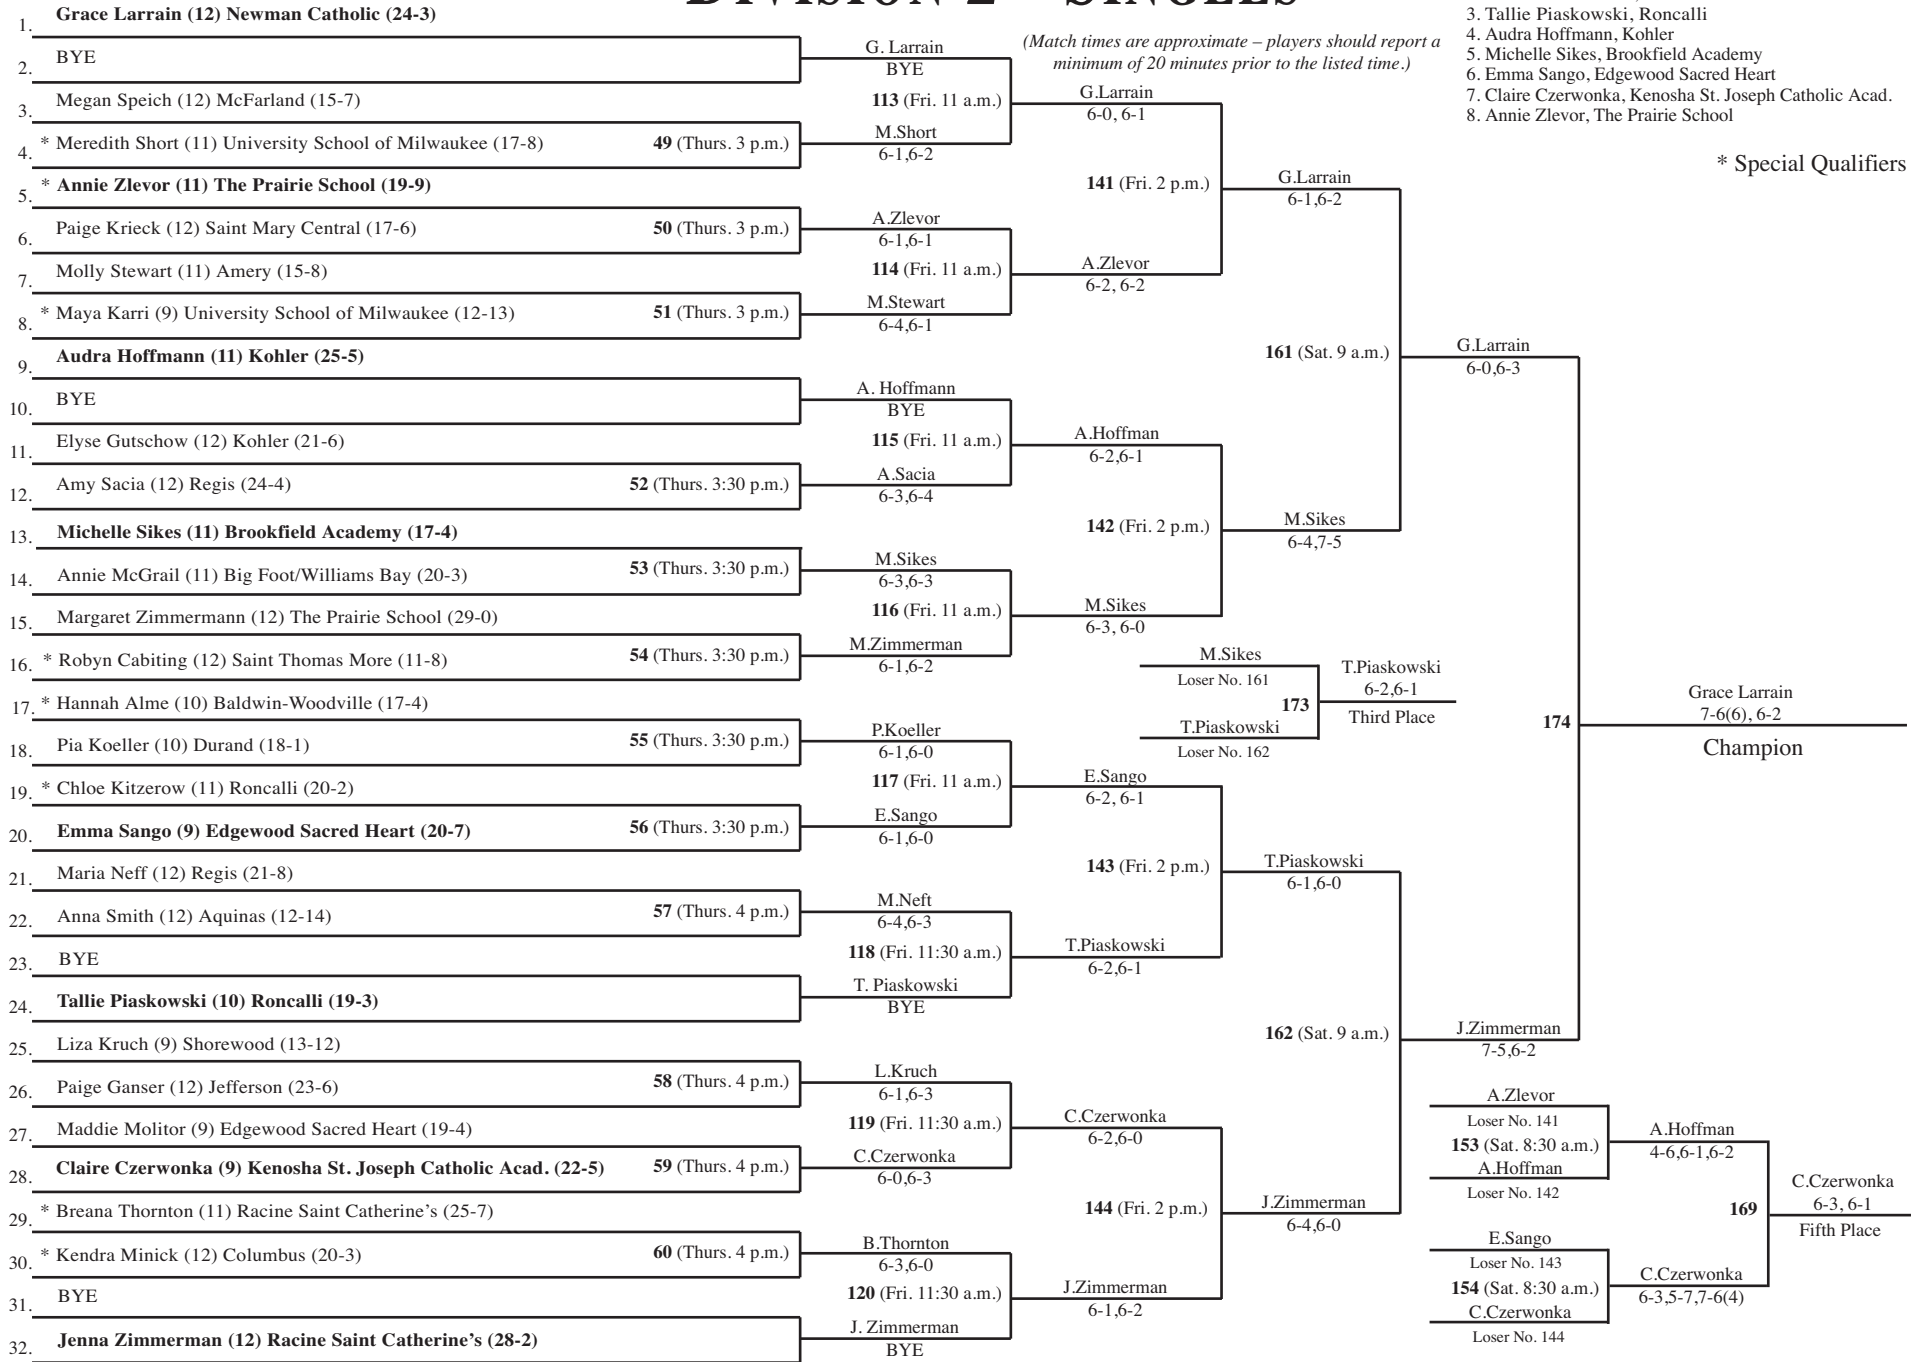 DIVISION 2 – SINGLES
(Match times are approximate – players should report a
minimum of 20 minutes prior to the listed time.)
3. Tallie Piaskowski, Roncalli
4. Audra Hoffmann, Kohler
5. Michelle Sikes, Brookfield Academy
6. Emma Sango, Edgewood Sacred Heart
7. Claire Czerwonka, Kenosha St. Joseph Catholic Acad.
8. Annie Zlevor, The Prairie School
* Special Qualifiers
1. Grace Larrain (12) Newman Catholic (24-3)
2. BYE
3. Megan Speich (12) McFarland (15-7)
4. * Meredith Short (11) University School of Milwaukee (17-8) 49 (Thurs. 3 p.m.)
5. * Annie Zlevor (11) The Prairie School (19-9)
6. Paige Krieck (12) Saint Mary Central (17-6) 50 (Thurs. 3 p.m.)
7. Molly Stewart (11) Amery (15-8)
8. * Maya Karri (9) University School of Milwaukee (12-13) 51 (Thurs. 3 p.m.)
9. Audra Hoffmann (11) Kohler (25-5)
10. BYE
11. Elyse Gutschow (12) Kohler (21-6)
12. Amy Sacia (12) Regis (24-4) 52 (Thurs. 3:30 p.m.)
13. Michelle Sikes (11) Brookfield Academy (17-4)
14. Annie McGrail (11) Big Foot/Williams Bay (20-3) 53 (Thurs. 3:30 p.m.)
15. Margaret Zimmermann (12) The Prairie School (29-0)
16. * Robyn Cabiting (12) Saint Thomas More (11-8) 54 (Thurs. 3:30 p.m.)
17. * Hannah Alme (10) Baldwin-Woodville (17-4)
18. Pia Koeller (10) Durand (18-1) 55 (Thurs. 3:30 p.m.)
19. * Chloe Kitzerow (11) Roncalli (20-2)
20. Emma Sango (9) Edgewood Sacred Heart (20-7) 56 (Thurs. 3:30 p.m.)
21. Maria Neff (12) Regis (21-8)
22. Anna Smith (12) Aquinas (12-14) 57 (Thurs. 4 p.m.)
23. BYE
24. Tallie Piaskowski (10) Roncalli (19-3)
25. Liza Kruch (9) Shorewood (13-12)
26. Paige Ganser (12) Jefferson (23-6) 58 (Thurs. 4 p.m.)
27. Maddie Molitor (9) Edgewood Sacred Heart (19-4)
28. Claire Czerwonka (9) Kenosha St. Joseph Catholic Acad. (22-5) 59 (Thurs. 4 p.m.)
29. * Breana Thornton (11) Racine Saint Catherine's (25-7)
30. * Kendra Minick (12) Columbus (20-3) 60 (Thurs. 4 p.m.)
31. BYE
32. Jenna Zimmerman (12) Racine Saint Catherine's (28-2)
G. Larrain
BYE
113 (Fri. 11 a.m.)
M.Short
6-1,6-2
A.Zlevor
6-1,6-1
114 (Fri. 11 a.m.)
M.Stewart
6-4,6-1
A. Hoffmann
BYE
115 (Fri. 11 a.m.)
A.Sacia
6-3,6-4
M.Sikes
6-3,6-3
116 (Fri. 11 a.m.)
M.Zimmerman
6-1,6-2
P.Koeller
6-1,6-0
117 (Fri. 11 a.m.)
E.Sango
6-1,6-0
M.Neft
6-4,6-3
118 (Fri. 11:30 a.m.)
T. Piaskowski
BYE
L.Kruch
6-1,6-3
119 (Fri. 11:30 a.m.)
C.Czerwonka
6-0,6-3
B.Thornton
6-3,6-0
120 (Fri. 11:30 a.m.)
J. Zimmerman
BYE
G.Larrain
6-0, 6-1
141 (Fri. 2 p.m.)
A.Zlevor
6-2, 6-2
A.Hoffman
6-2,6-1
142 (Fri. 2 p.m.)
M.Sikes
6-3, 6-0
E.Sango
6-2, 6-1
143 (Fri. 2 p.m.)
T.Piaskowski
6-2,6-1
C.Czerwonka
6-2,6-0
144 (Fri. 2 p.m.)
J.Zimmerman
6-1,6-2
G.Larrain
6-1,6-2
161 (Sat. 9 a.m.)
M.Sikes
6-4,7-5
T.Piaskowski
6-1,6-0
162 (Sat. 9 a.m.)
J.Zimmerman
6-4,6-0
G.Larrain
6-0,6-3
174
J.Zimmerman
7-5,6-2
Grace Larrain
7-6(6), 6-2
Champion
M.Sikes
Loser No. 161
173
T.Piaskowski
Loser No. 162
T.Piaskowski
6-2,6-1
Third Place
A.Zlevor
Loser No. 141
153 (Sat. 8:30 a.m.)
A.Hoffman
Loser No. 142
A.Hoffman
4-6,6-1,6-2
169
E.Sango
Loser No. 143
154 (Sat. 8:30 a.m.)
C.Czerwonka
Loser No. 144
C.Czerwonka
6-3,5-7,7-6(4)
C.Czerwonka
6-3, 6-1
Fifth Place